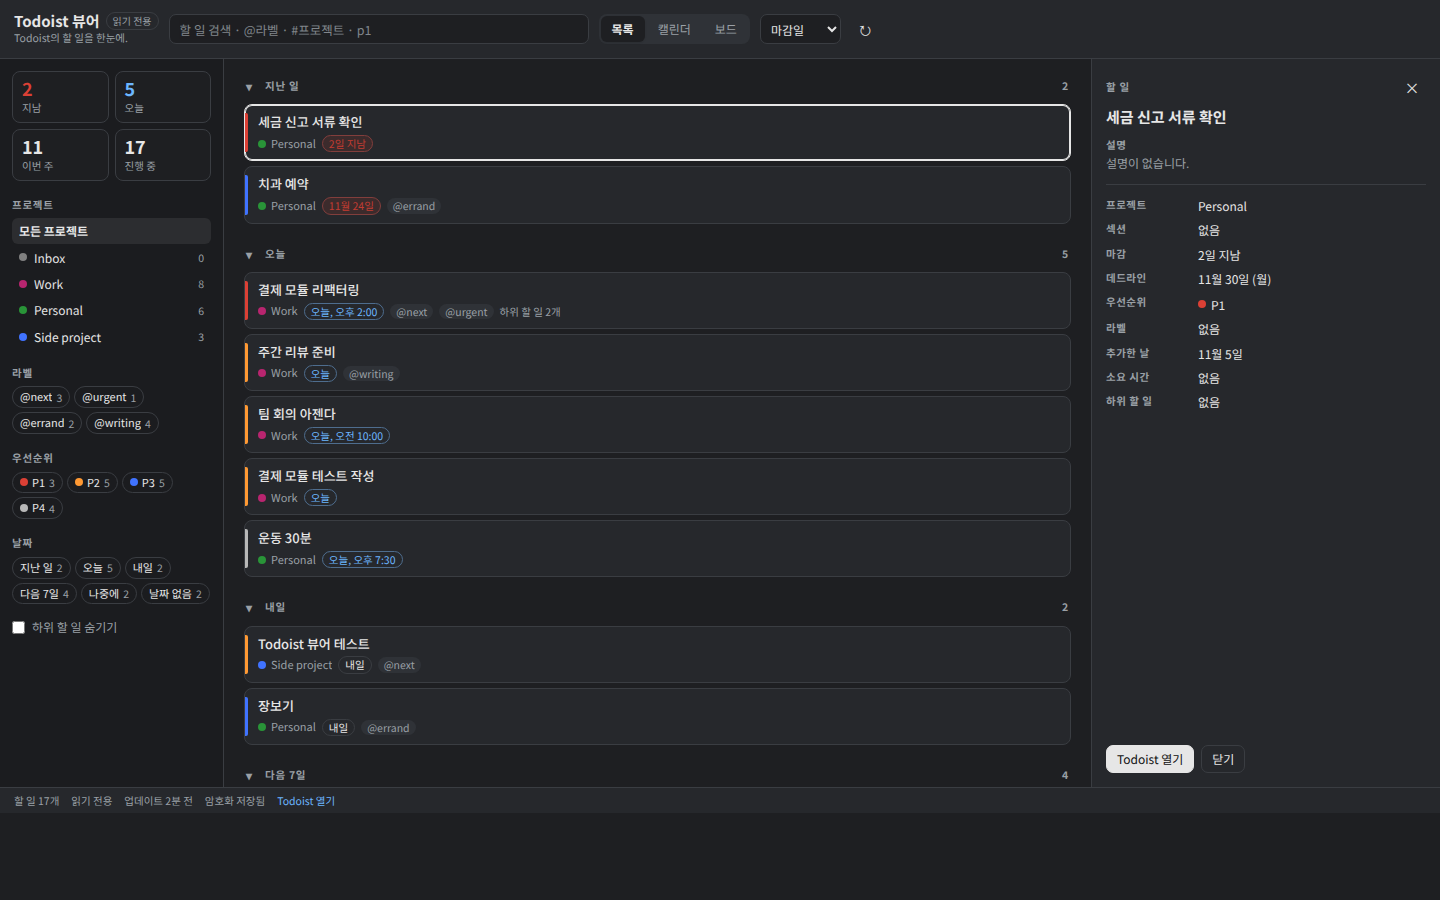 Todoist 뷰어 읽기 전용
Todoist의 할 일을 한눈에.
할 일 검색 · @라벨 · #프로젝트 · p1
목록 캘린더 보드
마감일
2
지남
5
오늘
11
이번 주
17
진행 중
프로젝트
모든 프로젝트
Inbox 0
Work 8
Personal 6
Side project 3
라벨
@next 3 @urgent 1
@errand 2 @writing 4
우선순위
P1 3 P2 5 P3 5
P4 4
날짜
지난 일 2 오늘 5 내일 2
다음 7일 4 나중에 2 날짜 없음 2
하위 할 일 숨기기
지난 일 2
세금 신고 서류 확인
Personal 2일 지남
치과 예약
Personal 11월 24일 @errand
오늘 5
결제 모듈 리팩터링
Work 오늘, 오후 2:00 @next @urgent 하위 할 일 2개
주간 리뷰 준비
Work 오늘 @writing
팀 회의 아젠다
Work 오늘, 오전 10:00
결제 모듈 테스트 작성
Work 오늘
운동 30분
Personal 오늘, 오후 7:30
내일 2
Todoist 뷰어 테스트
Side project 내일 @next
장보기
Personal 내일 @errand
다음 7일 4
할 일
세금 신고 서류 확인
설명
설명이 없습니다.
프로젝트 Personal
섹션 없음
마감 2일 지남
데드라인 11월 30일 (월)
우선순위 P1
라벨 없음
추가한 날 11월 5일
소요 시간 없음
하위 할 일 없음
Todoist 열기 닫기
할 일 17개 읽기 전용 업데이트 2분 전 암호화 저장됨 Todoist 열기